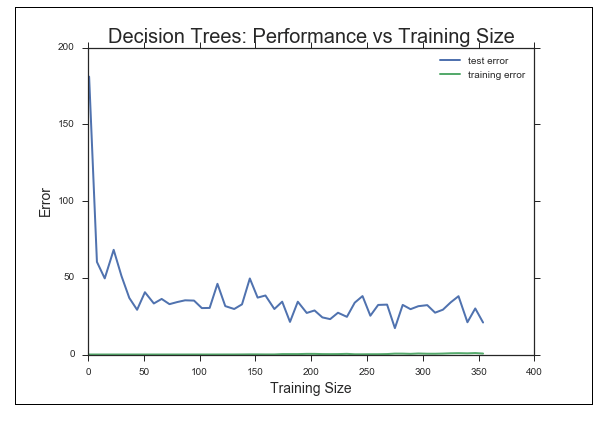 Decision Trees: Performance vs Training Size
200
test error
training error
150
100
50
0
Error
0 50 100 150 200 250 300 350 400
Training Size